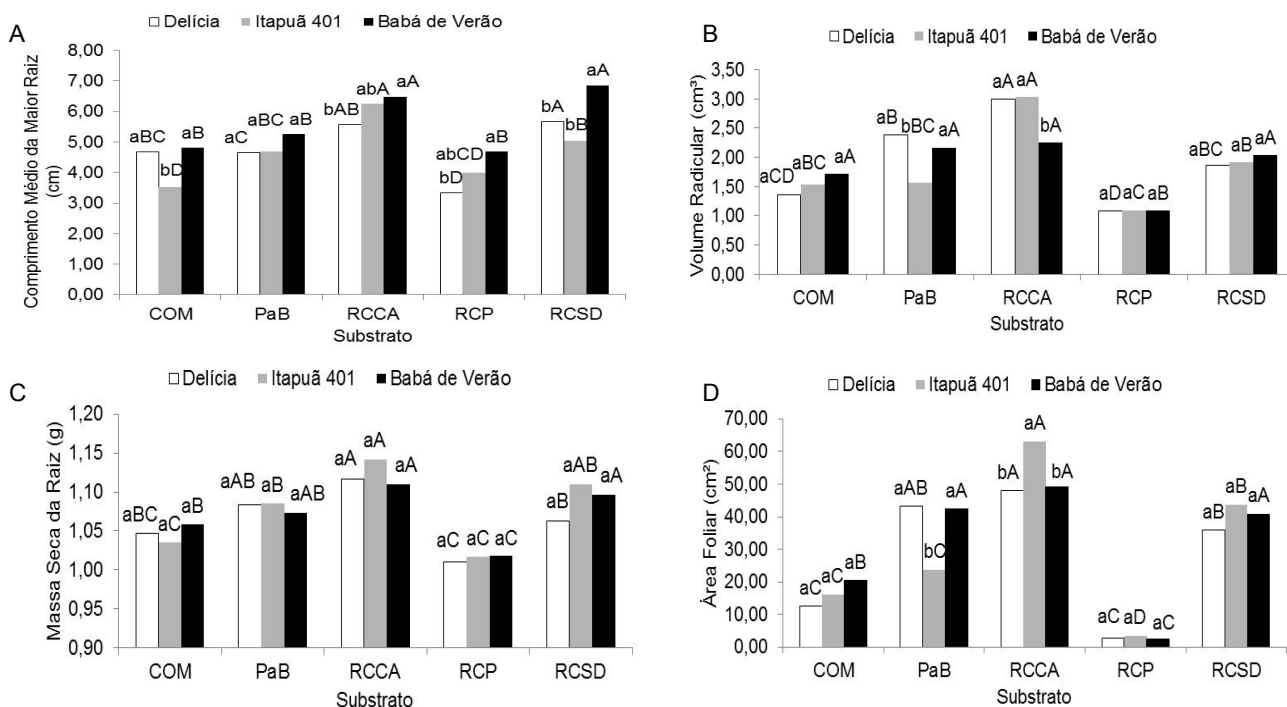 A
Delícia Itapuã 401 Babá de Verão
Comprimento Médio da Maior Raiz
(cm)
8,00
7,00
6,00
5,00
4,00
3,00
2,00
1,00
0,00
aBC bD aB
aC aBC aB
bAB abA aA
bD abCD aB
bA bB aA
COM PaB RCCA RCP RCSD
Substrato
B
Delícia Itapuã 401 Babá de Verão
Volume Radicular (cm³)
3,50
3,00
2,50
2,00
1,50
1,00
0,50
0,00
aCD aBC aA
aB bBC aA
aA aA bA
aD aC aB
aBC aB aA
COM PaB RCCA RCP RCSD
Substrato
C
Delícia Itapuã 401 Babá de Verão
Massa Seca da Raiz (g)
1,20
1,15
1,10
1,05
1,00
0,95
0,90
aBC aC aB
aAB aB aAB
aA aA aA
aC aC aC
aB aAB aA
COM PaB RCCA RCP RCSD
Substrato
D
Delícia Itapuã 401 Babá de Verão
Área Foliar (cm²)
70,00
60,00
50,00
40,00
30,00
20,00
10,00
0,00
aC aC aB
aAB bC aA
bA aA bA
aC aD aC
aB aB aA
COM PaB RCCA RCP RCSD
Substrato